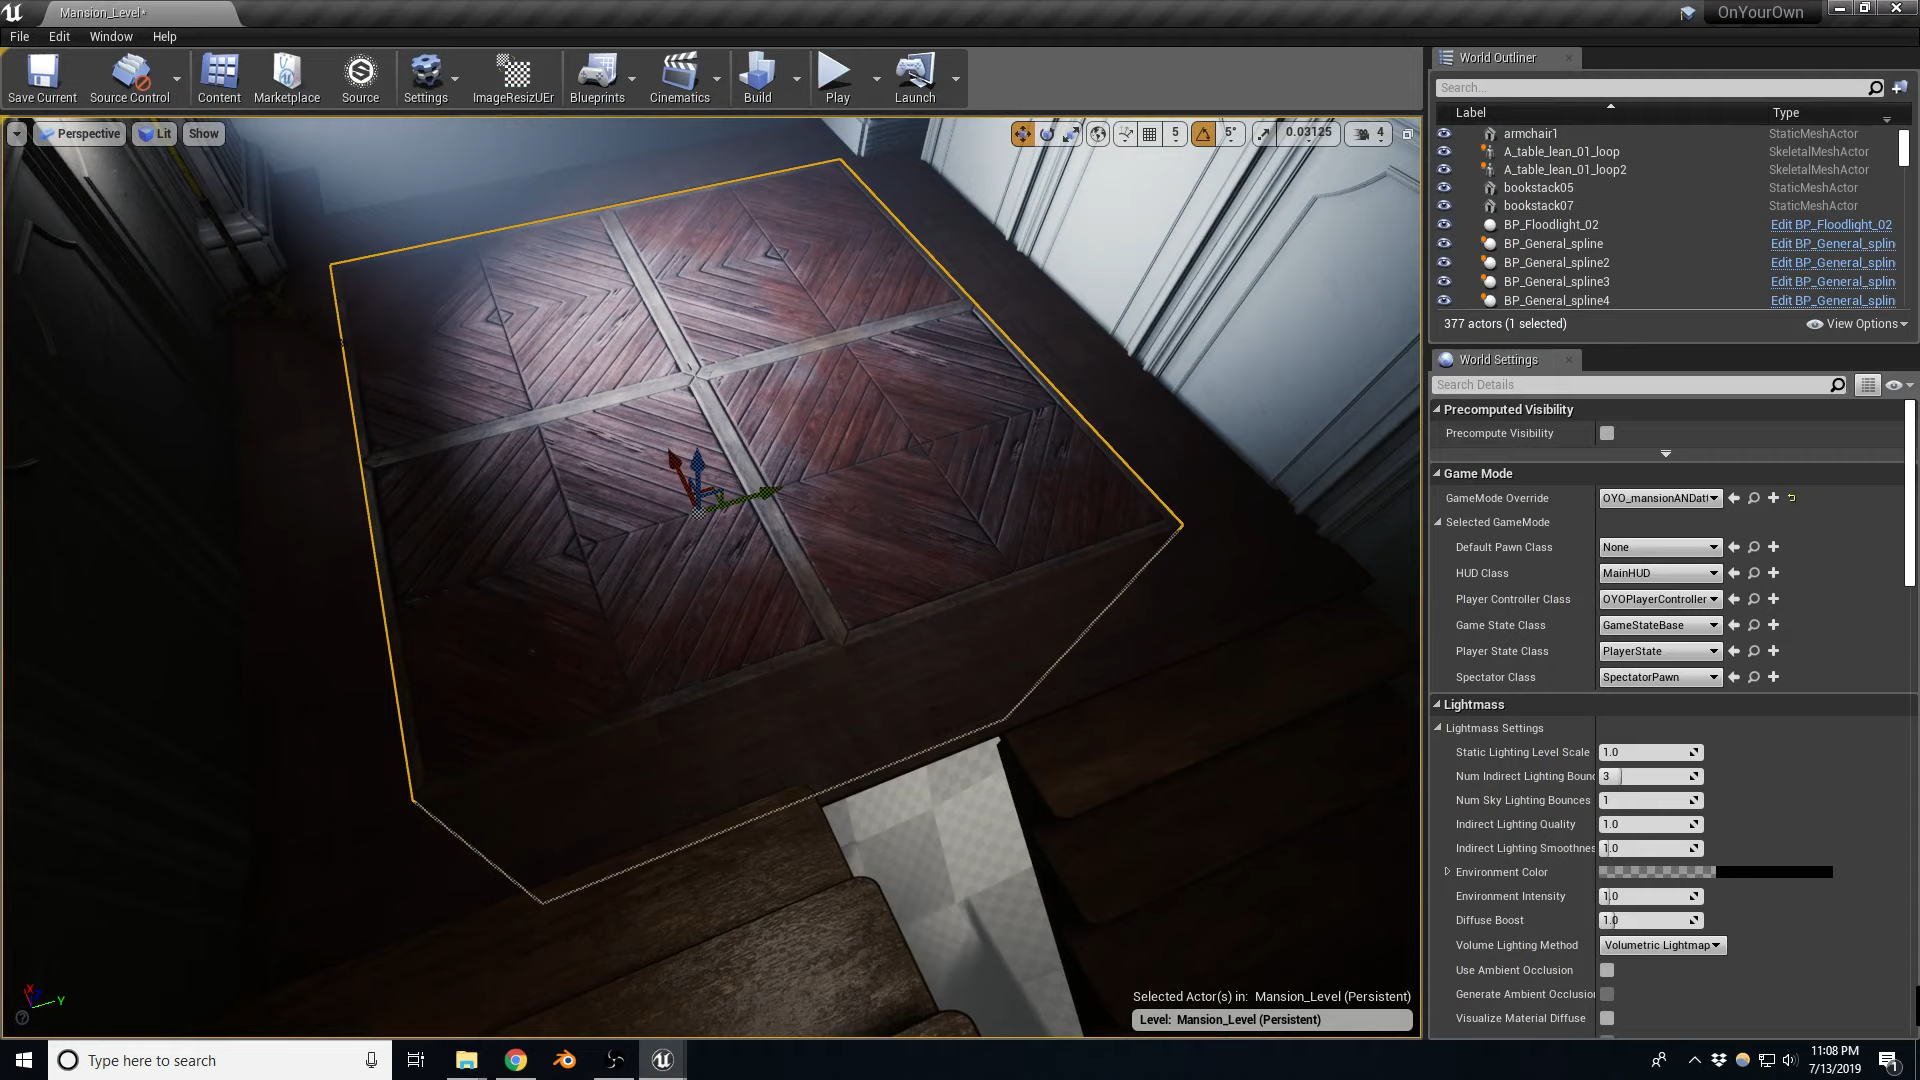 Mansion_Level*
OnYourOwn
File Edit Window Help
Save Current Source Control Content Marketplace Source Settings ImageResizUEr Blueprints Cinematics Build Play Launch
Perspective Lit Show
5 5° 0.03125 4
World Outliner
Search...
Label Type
armchair1 StaticMeshActor
A_table_lean_01_loop SkeletalMeshActor
A_table_lean_01_loop2 SkeletalMeshActor
bookstack05 StaticMeshActor
bookstack07 StaticMeshActor
BP_Floodlight_02 Edit BP_Floodlight_02
BP_General_spline Edit BP_General_splin
BP_General_spline2 Edit BP_General_splin
BP_General_spline3 Edit BP_General_splin
BP_General_spline4 Edit BP_General_splin
377 actors (1 selected) View Options
World Settings
Search Details
Precomputed Visibility
Precompute Visibility
Game Mode
GameMode Override OYO_mansionANDatt
Selected GameMode
Default Pawn Class None
HUD Class MainHUD
Player Controller Class OYOPlayerController
Game State Class GameStateBase
Player State Class PlayerState
Spectator Class SpectatorPawn
Lightmass
Lightmass Settings
Static Lighting Level Scale 1.0
Num Indirect Lighting Bounc 3
Num Sky Lighting Bounces 1
Indirect Lighting Quality 1.0
Indirect Lighting Smoothnes 1.0
Environment Color
Environment Intensity 1.0
Diffuse Boost 1.0
Volume Lighting Method Volumetric Lightmap
Use Ambient Occlusion
Generate Ambient Occlusion
Visualize Material Diffuse
X Y
Selected Actor(s) in: Mansion_Level (Persistent)
Level: Mansion_Level (Persistent)
Type here to search
11:08 PM
7/13/2019
1